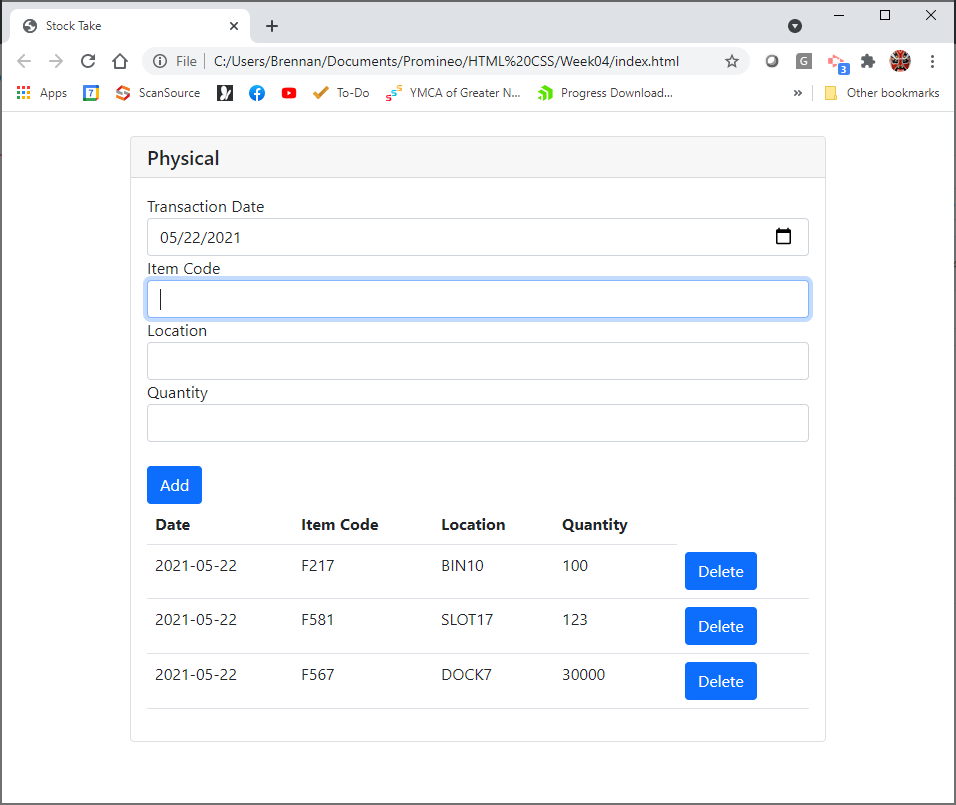 Stock Take
File C:/Users/Brennan/Documents/Promineo/HTML%20CSS/Week04/index.html G 3
Apps 7 ScanSource To-Do YMCA of Greater N... Progress Download... » Other bookmarks
Physical
Transaction Date
05/22/2021
Item Code
Location
Quantity
Add
Date Item Code Location Quantity
2021-05-22 F217 BIN10 100 Delete
2021-05-22 F581 SLOT17 123 Delete
2021-05-22 F567 DOCK7 30000 Delete